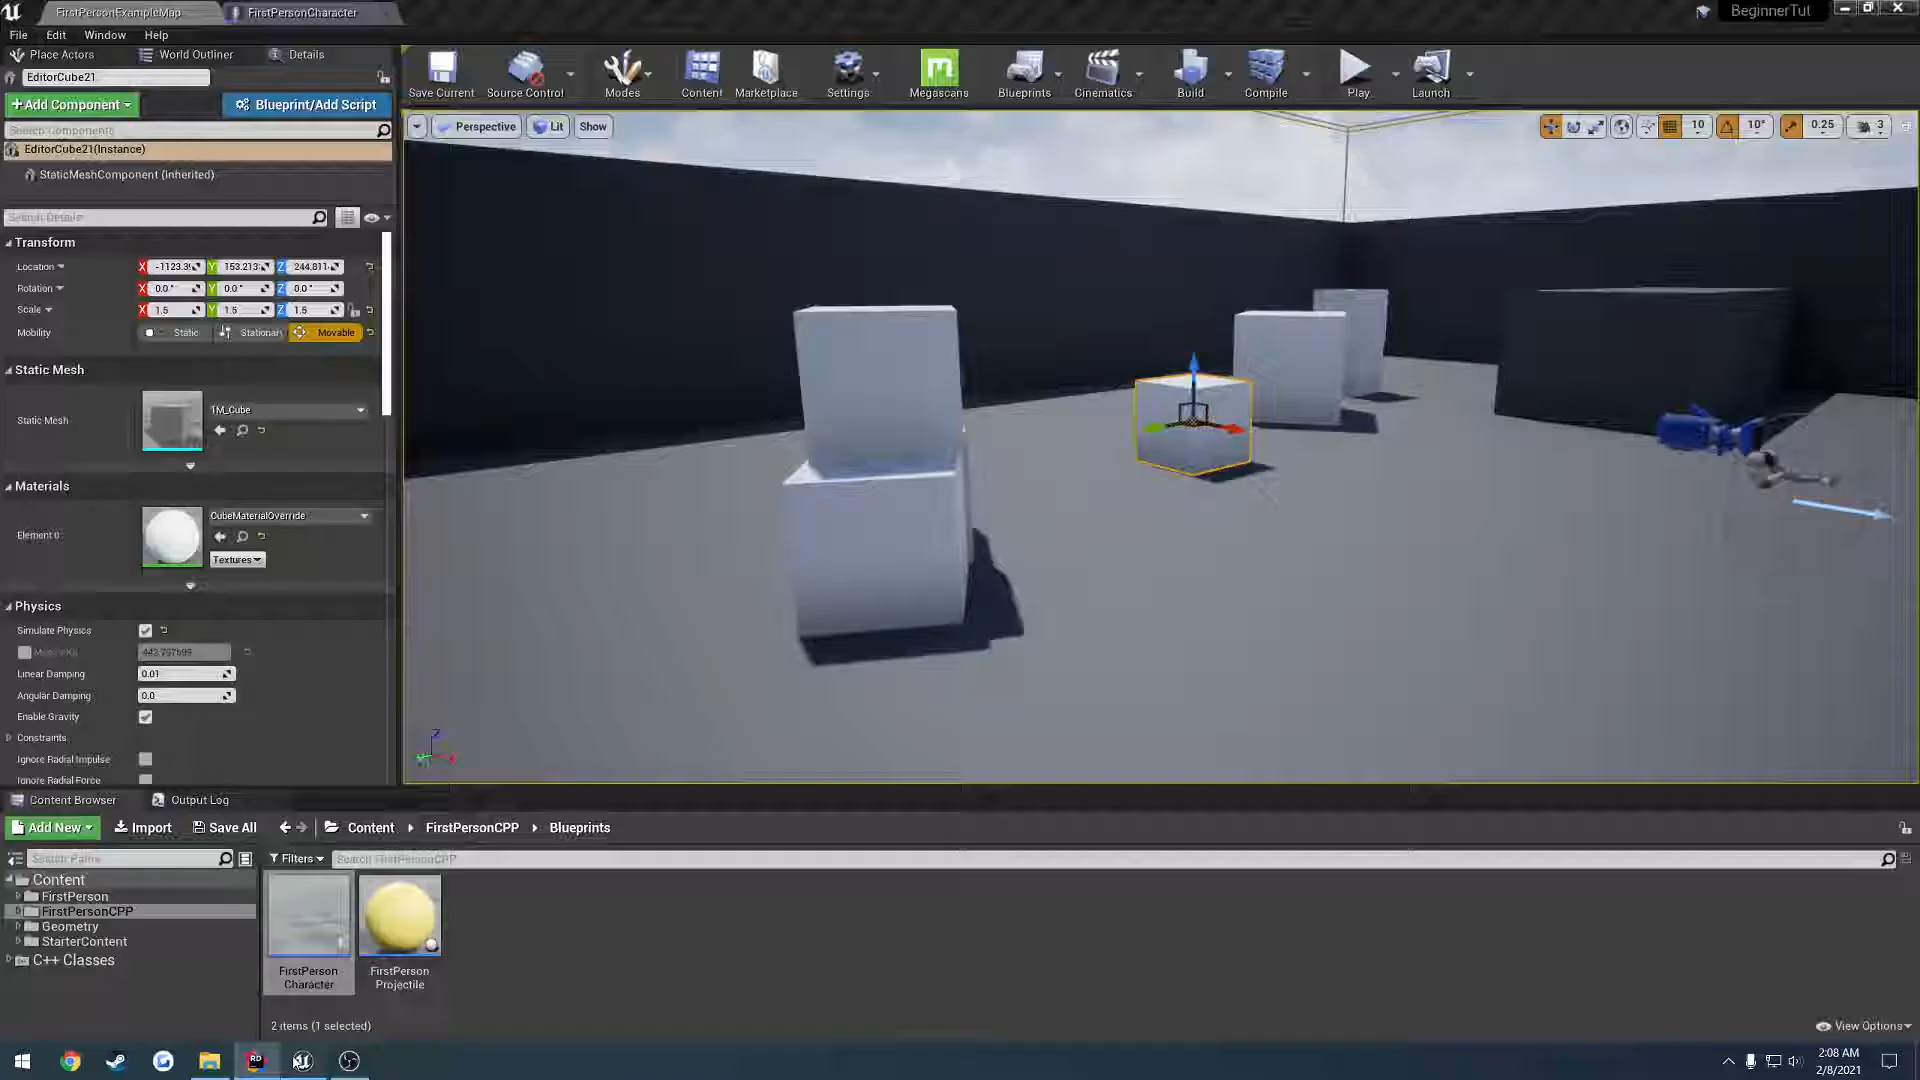 FirstPersonExampleMap
FirstPersonCharacter
BeginnerTut
File Edit Window Help
Place Actors World Outliner Details
EditorCube21
+Add Component Blueprint/Add Script
Search Components
EditorCube21(Instance)
StaticMeshComponent (Inherited)
Search Details
Transform
Location X -1123.3 Y 153.213 Z 244.811
Rotation X 0.0° Y 0.0° Z 0.0°
Scale X 1.5 Y 1.5 Z 1.5
Mobility Static Stationary Movable
Static Mesh
Static Mesh 1M_Cube
Materials
Element 0 CubeMaterialOverride
Textures
Physics
Simulate Physics
442.797699
Linear Damping 0.01
Angular Damping 0.0
Enable Gravity
Constraints
Ignore Radial Impulse
Ignore Radial Force
Save Current Source Control Modes Content Marketplace Settings Megascans Blueprints Cinematics Build Compile Play Launch
Perspective Lit Show
10 10° 0.25 3
Content Browser Output Log
Add New Import Save All Content FirstPersonCPP Blueprints
Search Paths Filters Search FirstPersonCPP
Content
FirstPerson
FirstPersonCPP
Geometry
StarterContent
C++ Classes
FirstPerson
Character
FirstPerson
Projectile
2 items (1 selected)
View Options
2:08 AM
2/8/2021